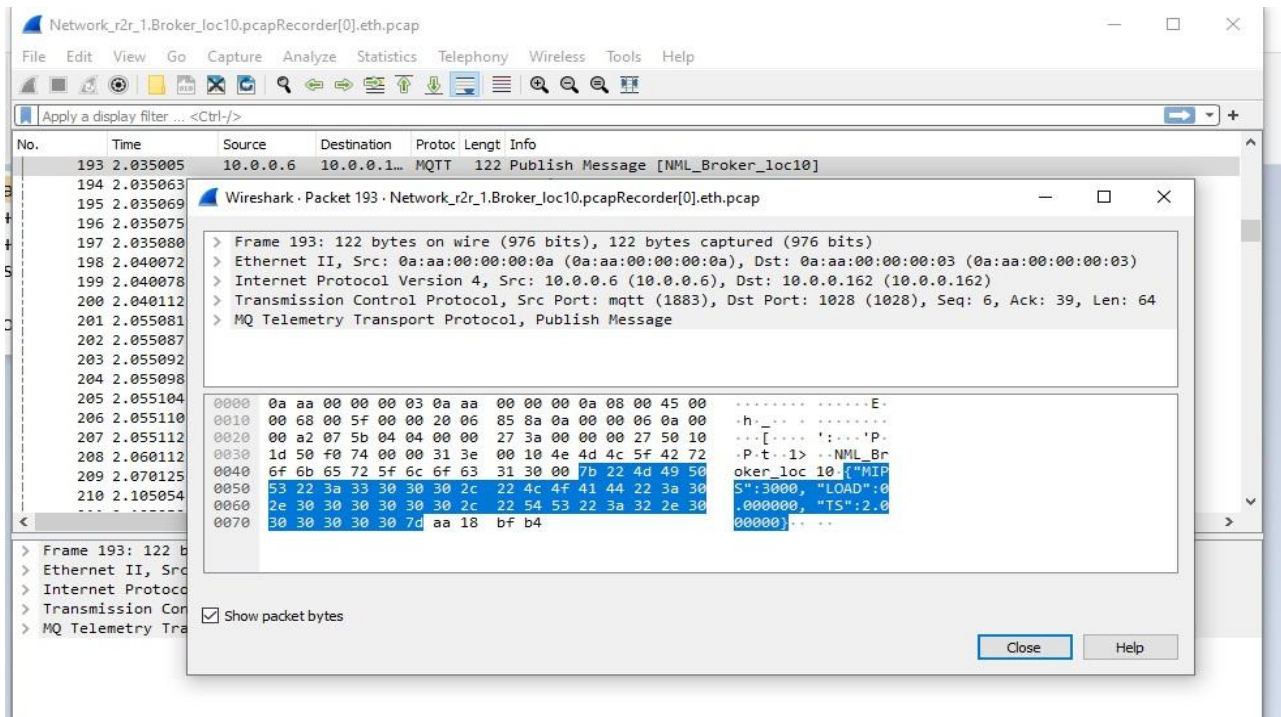 Network_r2r_1.Broker_loc10.pcapRecorder[0].eth.pcap
File Edit View Go Capture Analyze Statistics Telephony Wireless Tools Help
Apply a display filter ... <Ctrl-/>
No. Time Source Destination Protoc Lengt Info
193 2.035005 10.0.0.6 10.0.0.1… MQTT 122 Publish Message [NML_Broker_loc10]
194 2.035063
195 2.035069
196 2.035075
197 2.035080
198 2.040072
199 2.040078
200 2.040112
201 2.055081
202 2.055087
203 2.055092
204 2.055098
205 2.055104
206 2.055110
207 2.055112
208 2.060112
209 2.070125
210 2.105054
Wireshark · Packet 193 · Network_r2r_1.Broker_loc10.pcapRecorder[0].eth.pcap
> Frame 193: 122 bytes on wire (976 bits), 122 bytes captured (976 bits)
> Ethernet II, Src: 0a:aa:00:00:00:0a (0a:aa:00:00:00:0a), Dst: 0a:aa:00:00:00:03 (0a:aa:00:00:00:03)
> Internet Protocol Version 4, Src: 10.0.0.6 (10.0.0.6), Dst: 10.0.0.162 (10.0.0.162)
> Transmission Control Protocol, Src Port: mqtt (1883), Dst Port: 1028 (1028), Seq: 6, Ack: 39, Len: 64
> MQ Telemetry Transport Protocol, Publish Message
0000 0a aa 00 00 00 03 0a aa 00 00 00 0a 08 00 45 00 ········ ······E·
0010 00 68 00 5f 00 00 20 06 85 8a 0a 00 00 06 0a 00 ·h·_·· · ········
0020 00 a2 07 5b 04 04 00 00 27 3a 00 00 00 27 50 10 ···[···· ':···'P·
0030 1d 50 f0 74 00 00 31 3e 00 10 4e 4d 4c 5f 42 72 ·P·t··1> ··NML_Br
0040 6f 6b 65 72 5f 6c 6f 63 31 30 00 7b 22 4d 49 50 oker_loc 10·{"MIP
0050 53 22 3a 33 30 30 30 2c 22 4c 4f 41 44 22 3a 30 S":3000, "LOAD":0
0060 2e 30 30 30 30 30 30 2c 22 54 53 22 3a 32 2e 30 .000000, "TS":2.0
0070 30 30 30 30 30 7d aa 18 bf b4 00000}·· ··
Show packet bytes
Close Help
> Frame 193: 122 b
> Ethernet II, Src
> Internet Protoco
> Transmission Con
> MQ Telemetry Tra